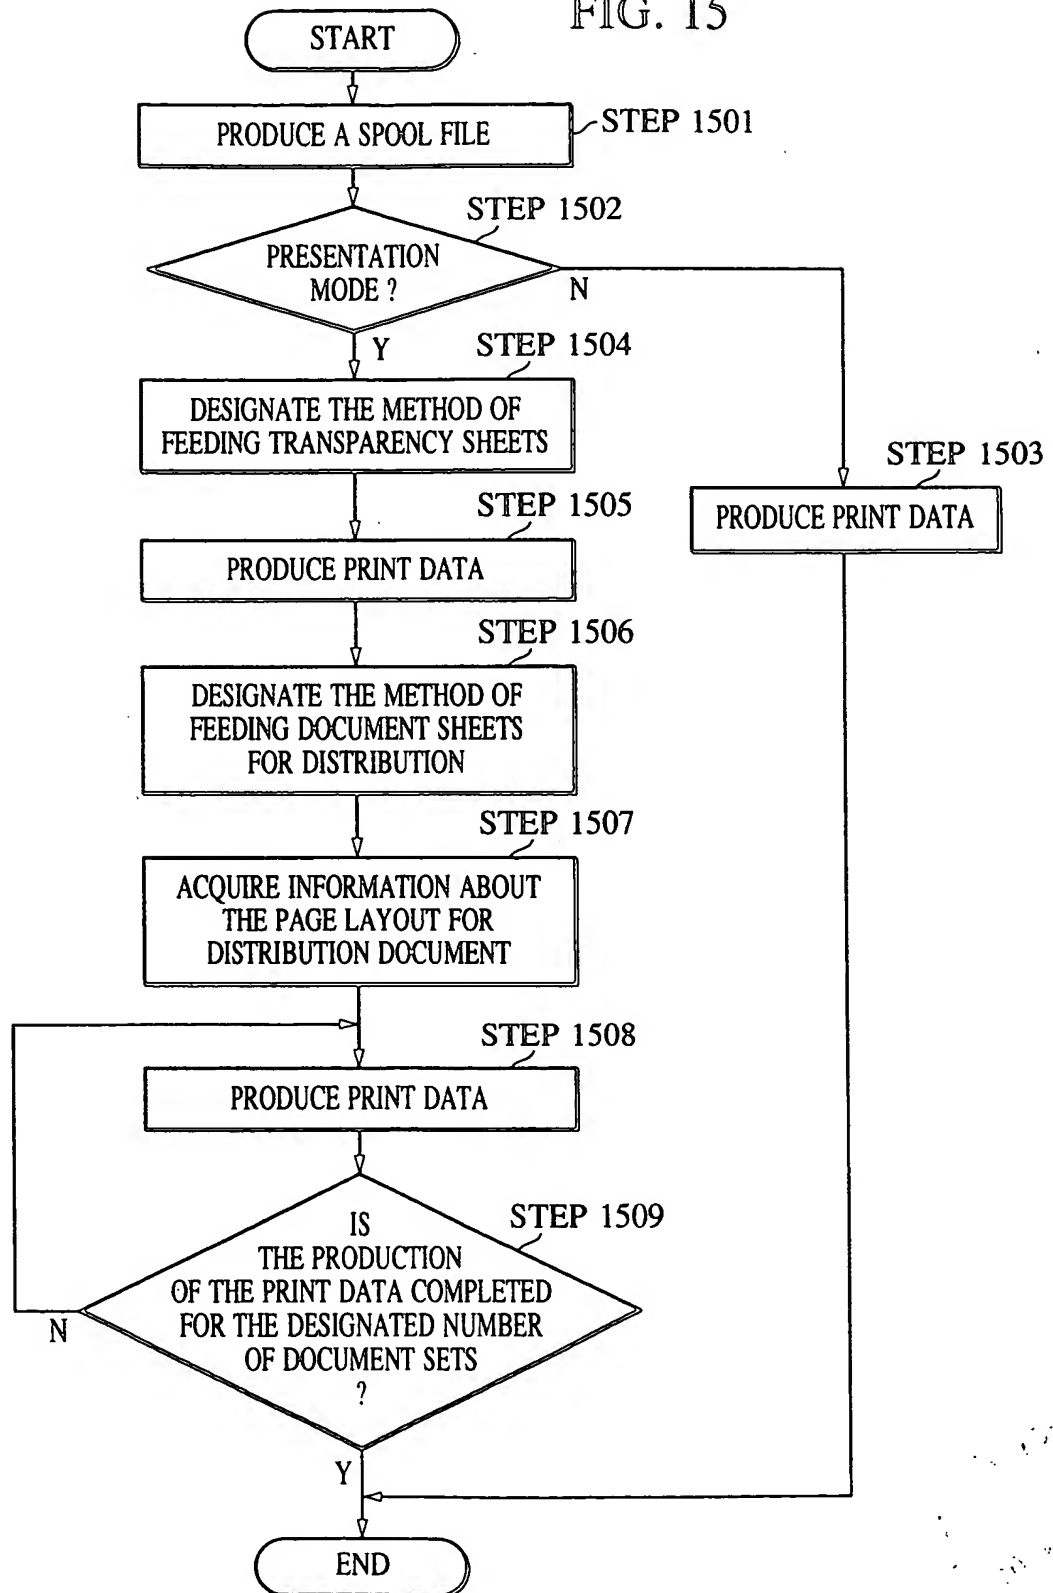 FIG. 15
START
PRODUCE A SPOOL FILE
STEP 1501
STEP 1502
PRESENTATION
MODE ?
N
Y
STEP 1504
DESIGNATE THE METHOD OF
FEEDING TRANSPARENCY SHEETS
STEP 1503
PRODUCE PRINT DATA
STEP 1505
PRODUCE PRINT DATA
STEP 1506
DESIGNATE THE METHOD OF
FEEDING DOCUMENT SHEETS
FOR DISTRIBUTION
STEP 1507
ACQUIRE INFORMATION ABOUT
THE PAGE LAYOUT FOR
DISTRIBUTION DOCUMENT
STEP 1508
PRODUCE PRINT DATA
STEP 1509
IS
THE PRODUCTION
OF THE PRINT DATA COMPLETED
FOR THE DESIGNATED NUMBER
OF DOCUMENT SETS
?
N
Y
END